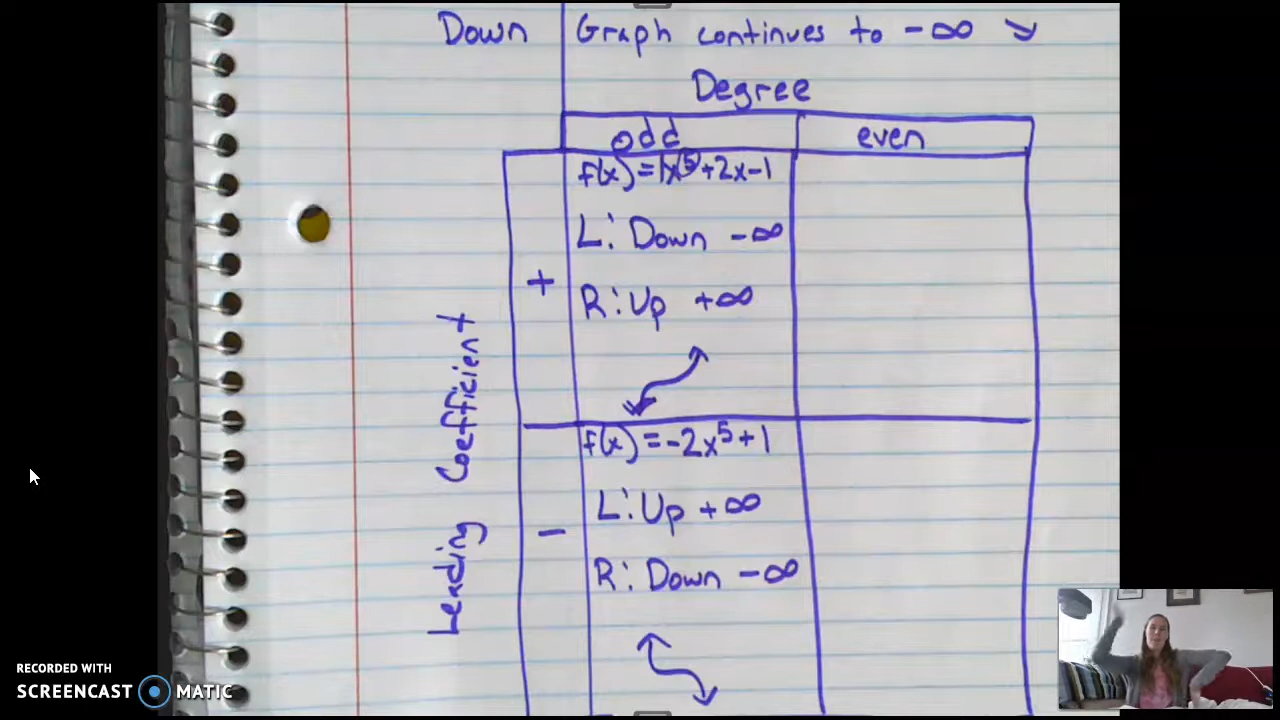 Down Graph continues to -∞ ↘
Degree
odd even
f(x) = 1x⁵ + 2x - 1
L: Down -∞
R: Up +∞
+
f(x) = -2x⁵ + 1
L: Up +∞
R: Down -∞
-
Leading Coefficient
RECORDED WITH
SCREENCAST MATIC